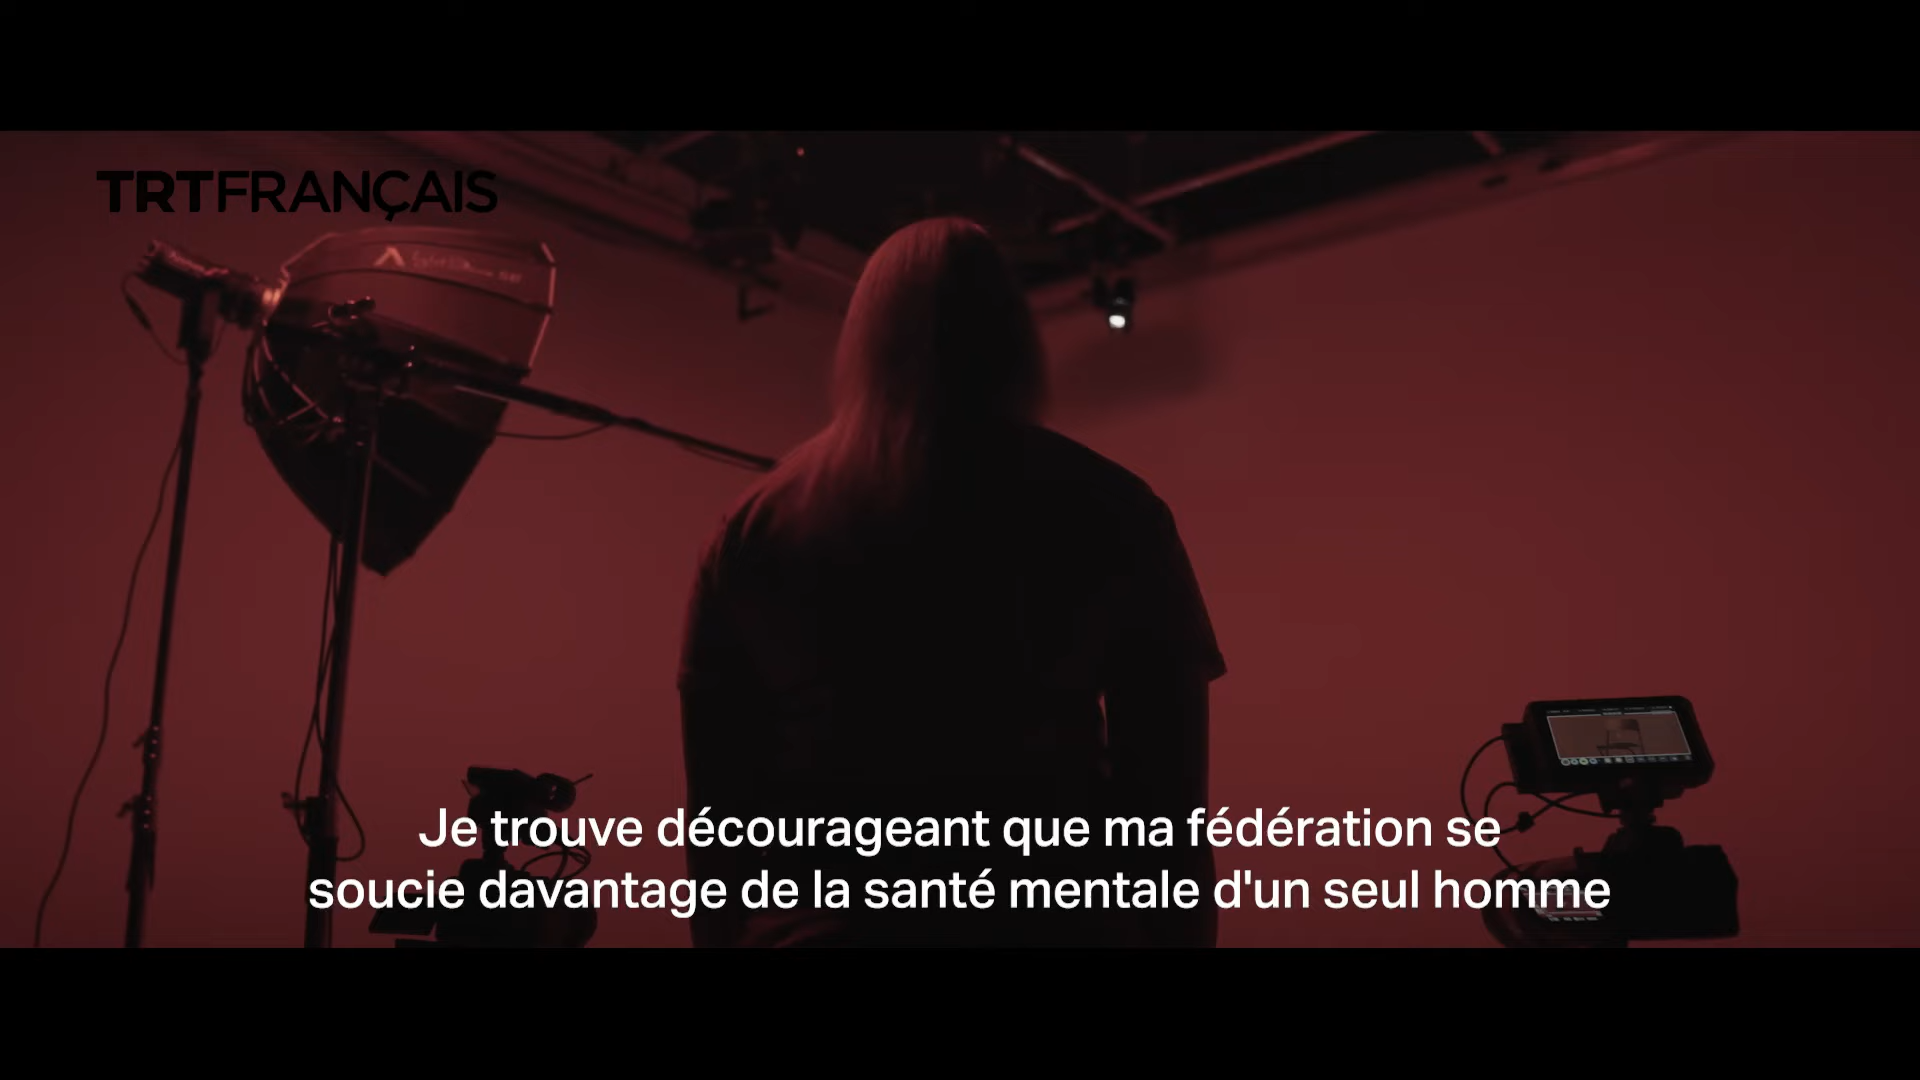 TRTFRANÇAIS
Je trouve décourageant que ma fédération se
soucie davantage de la santé mentale d'un seul homme